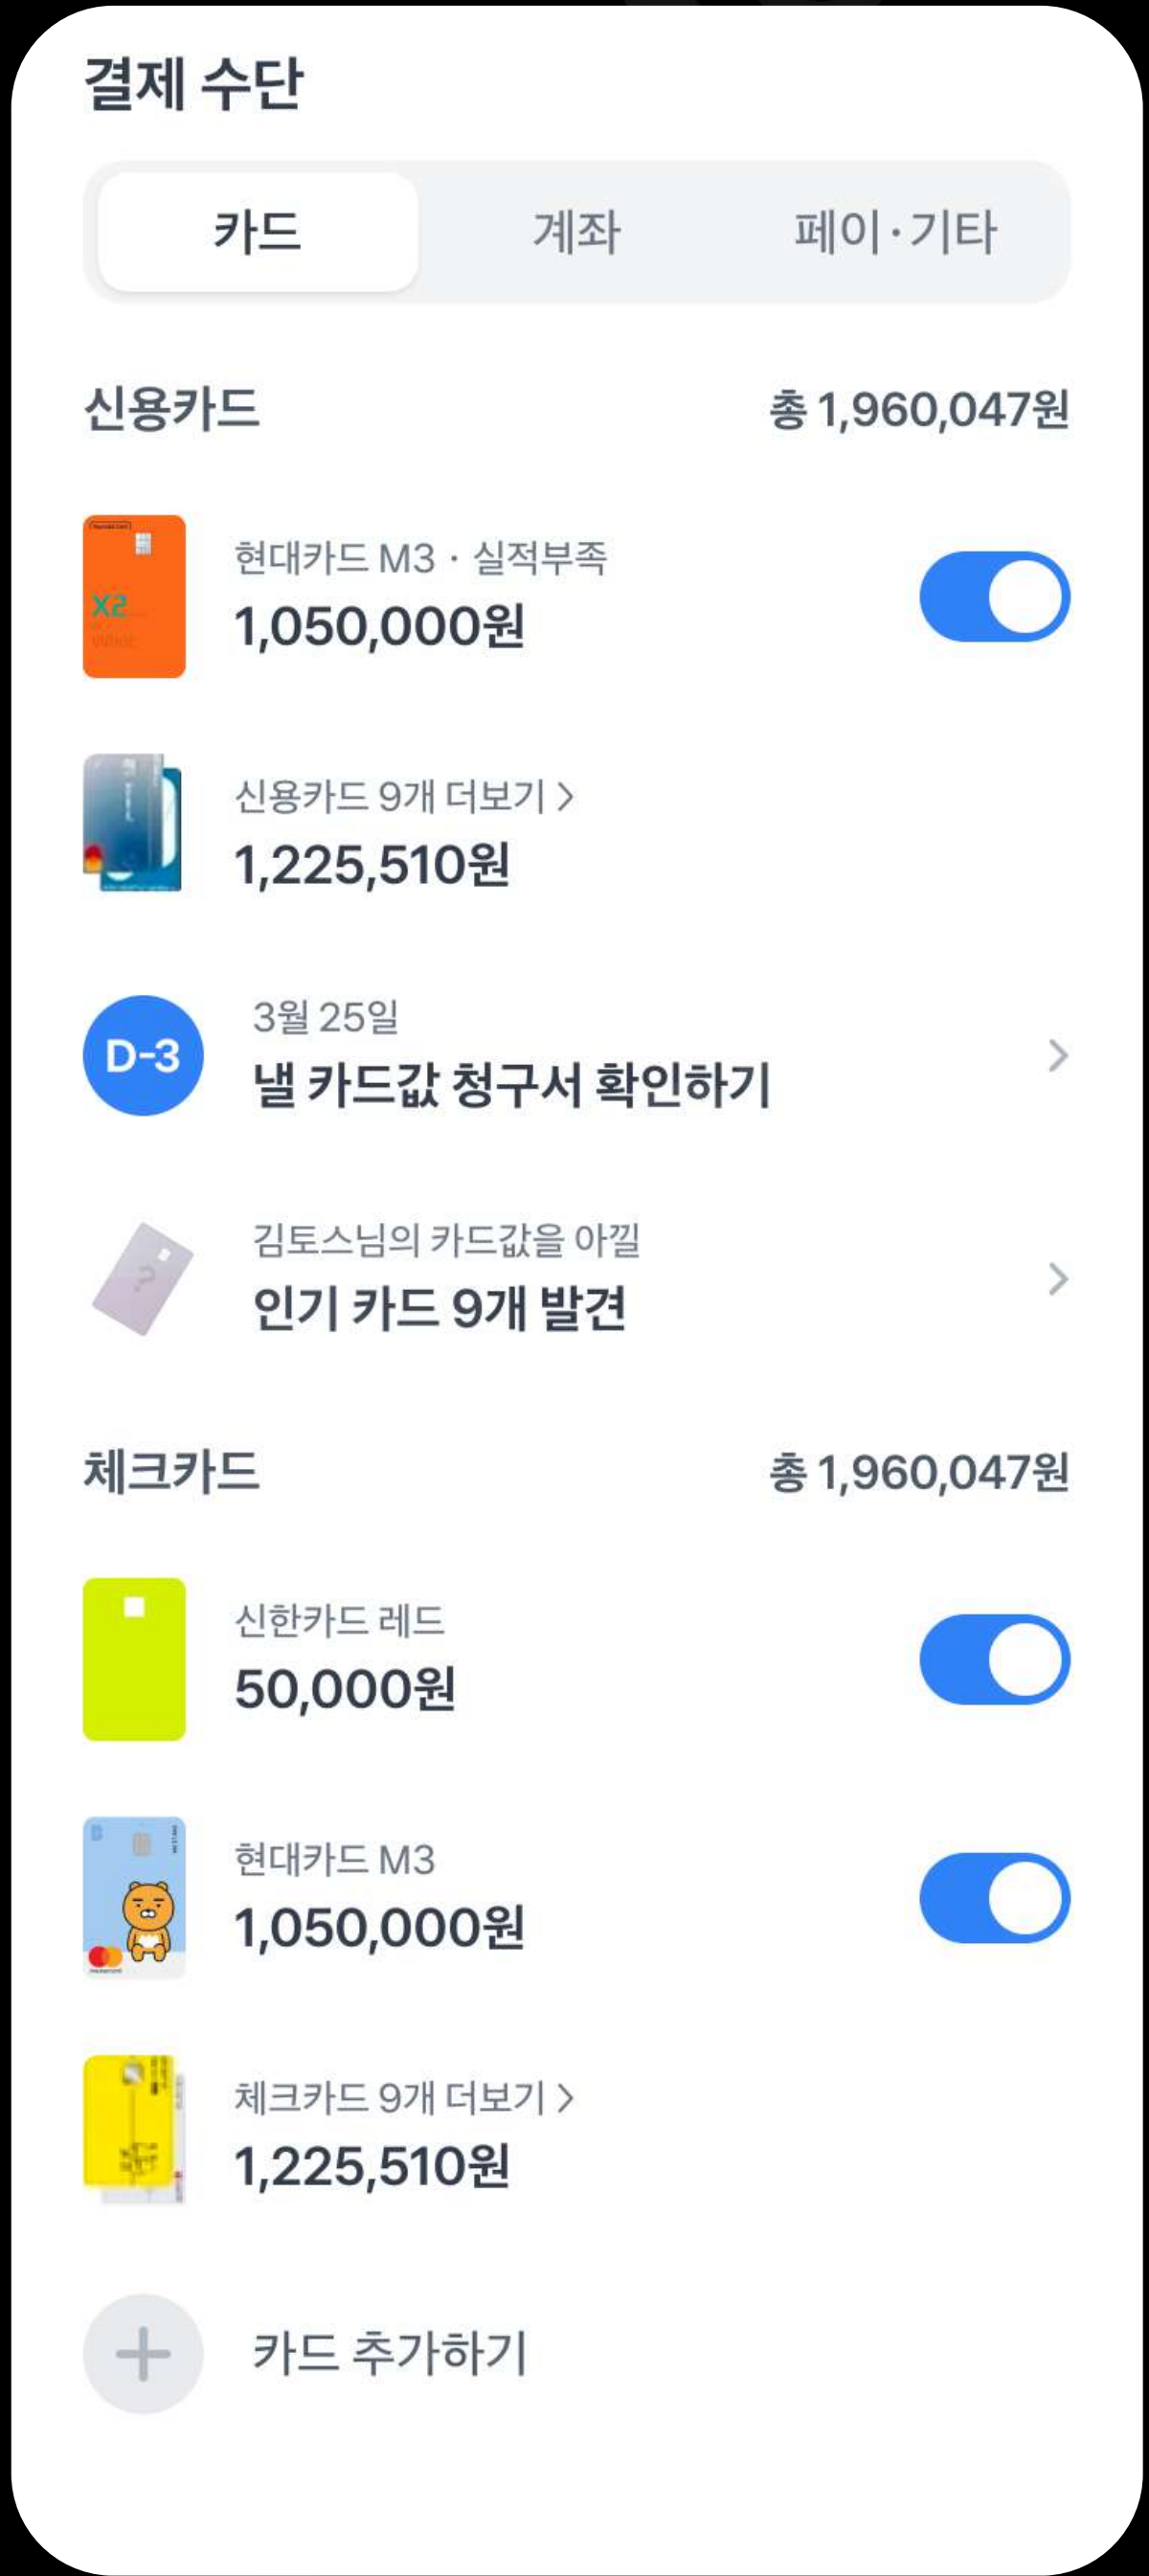 결제 수단
카드
계좌
페이·기타
신용카드
총 1,960,047원
X2
현대카드 M3 · 실적부족
1,050,000원
신용카드 9개 더보기 >
1,225,510원
D-3
3월 25일
낼 카드값 청구서 확인하기
?
김토스님의 카드값을 아낄
인기 카드 9개 발견
체크카드
총 1,960,047원
신한카드 레드
50,000원
현대카드 M3
1,050,000원
체크카드 9개 더보기 >
1,225,510원
카드 추가하기